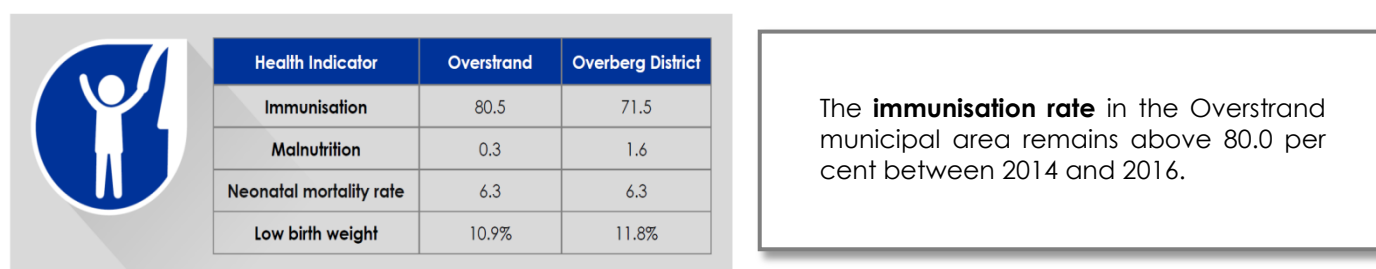 Health Indicator Overstrand Overberg District
Immunisation 80.5 71.5
Malnutrition 0.3 1.6
Neonatal mortality rate 6.3 6.3
Low birth weight 10.9% 11.8%
The immunisation rate in the Overstrand
municipal area remains above 80.0 per
cent between 2014 and 2016.